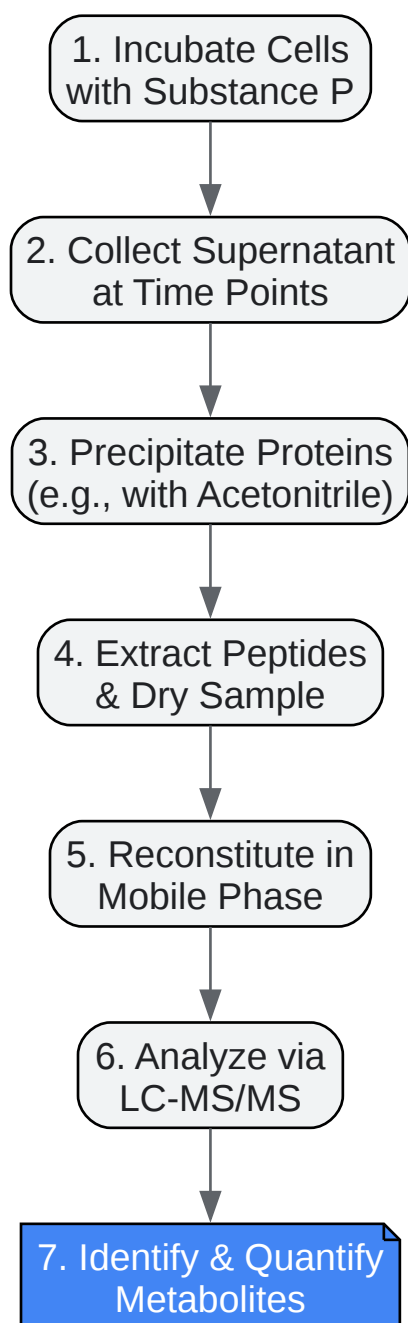 1. Incubate Cells
with Substance P
2. Collect Supernatant
at Time Points
3. Precipitate Proteins
(e.g., with Acetonitrile)
4. Extract Peptides
& Dry Sample
5. Reconstitute in
Mobile Phase
6. Analyze via
LC-MS/MS
7. Identify & Quantify
Metabolites